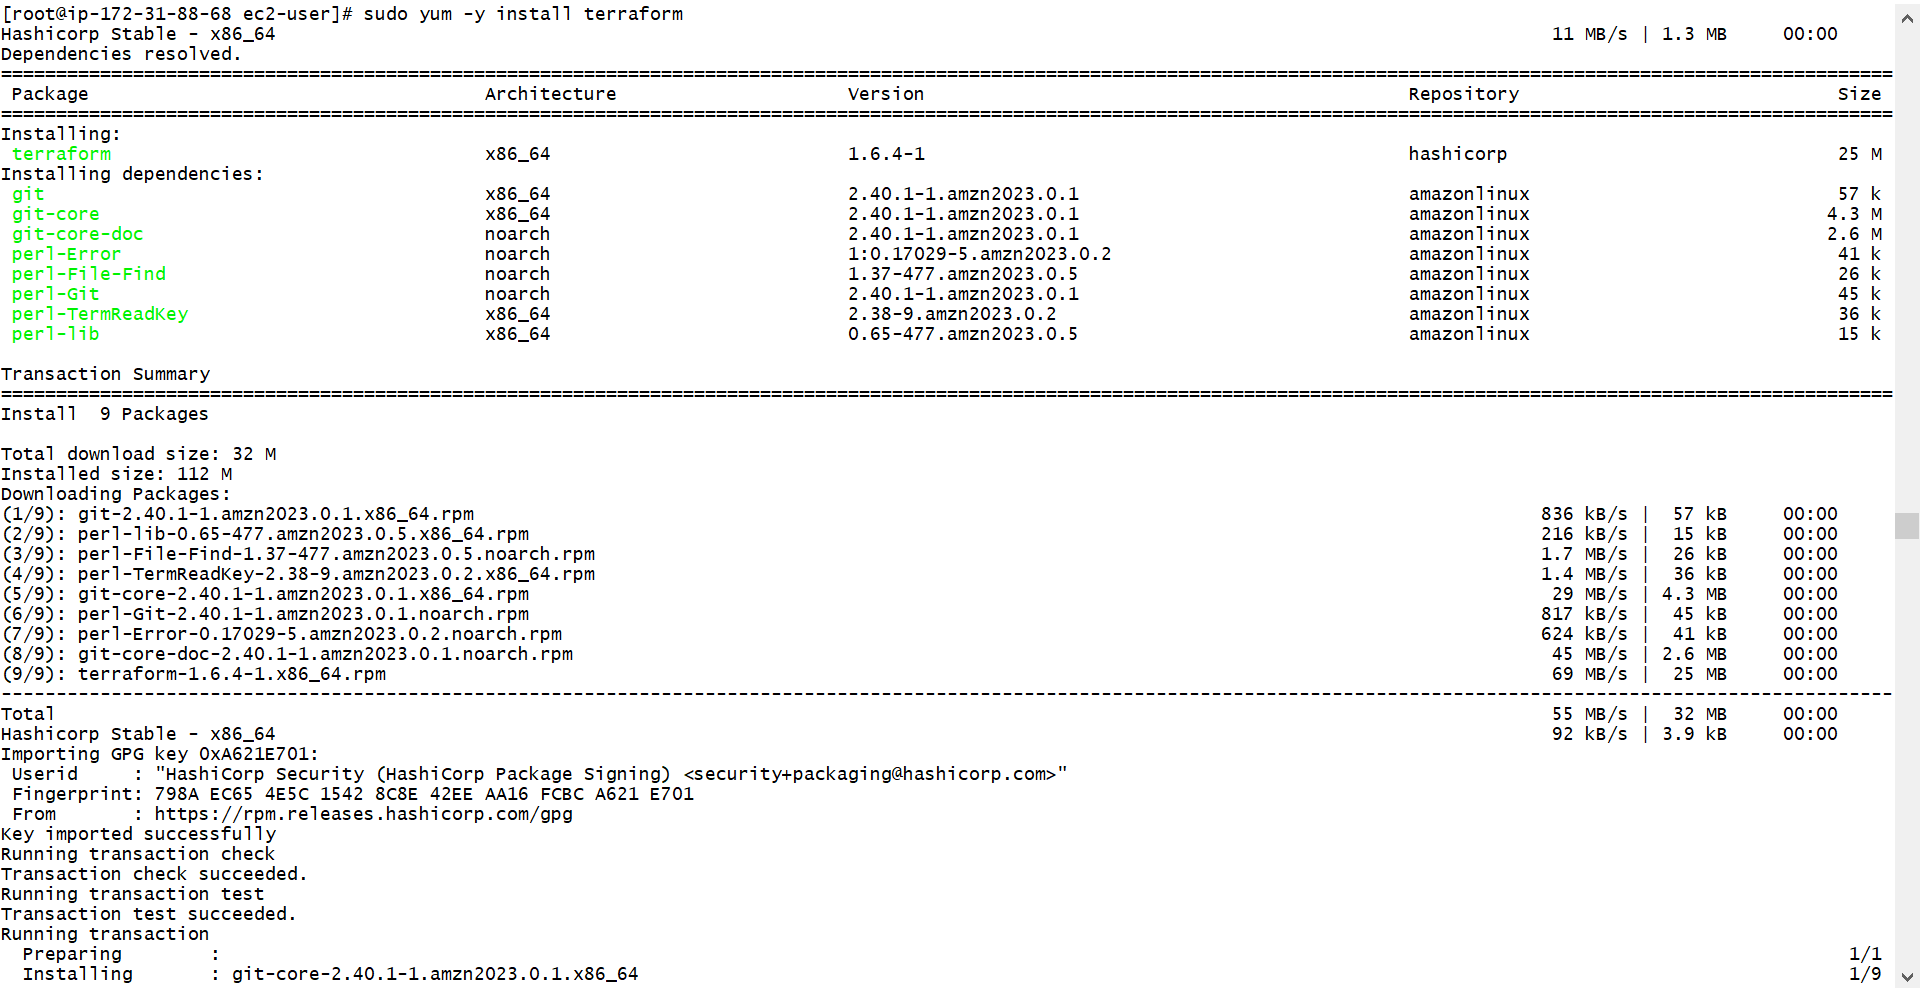 [root@ip-172-31-88-68 ec2-user]# sudo yum -y install terraform
Hashicorp Stable - x86_64 11 MB/s | 1.3 MB 00:00
Dependencies resolved.
================================================================================
Package Architecture Version Repository Size
================================================================================
Installing:
terraform x86_64 1.6.4-1 hashicorp 25 M
Installing dependencies:
git x86_64 2.40.1-1.amzn2023.0.1 amazonlinux 57 k
git-core x86_64 2.40.1-1.amzn2023.0.1 amazonlinux 4.3 M
git-core-doc noarch 2.40.1-1.amzn2023.0.1 amazonlinux 2.6 M
perl-Error noarch 1:0.17029-5.amzn2023.0.2 amazonlinux 41 k
perl-File-Find noarch 1.37-477.amzn2023.0.5 amazonlinux 26 k
perl-Git noarch 2.40.1-1.amzn2023.0.1 amazonlinux 45 k
perl-TermReadKey x86_64 2.38-9.amzn2023.0.2 amazonlinux 36 k
perl-lib x86_64 0.65-477.amzn2023.0.5 amazonlinux 15 k
Transaction Summary
================================================================================
Install 9 Packages
Total download size: 32 M
Installed size: 112 M
Downloading Packages:
(1/9): git-2.40.1-1.amzn2023.0.1.x86_64.rpm 836 kB/s | 57 kB 00:00
(2/9): perl-lib-0.65-477.amzn2023.0.5.x86_64.rpm 216 kB/s | 15 kB 00:00
(3/9): perl-File-Find-1.37-477.amzn2023.0.5.noarch.rpm 1.7 MB/s | 26 kB 00:00
(4/9): perl-TermReadKey-2.38-9.amzn2023.0.2.x86_64.rpm 1.4 MB/s | 36 kB 00:00
(5/9): git-core-2.40.1-1.amzn2023.0.1.x86_64.rpm 29 MB/s | 4.3 MB 00:00
(6/9): perl-Git-2.40.1-1.amzn2023.0.1.noarch.rpm 817 kB/s | 45 kB 00:00
(7/9): perl-Error-0.17029-5.amzn2023.0.2.noarch.rpm 624 kB/s | 41 kB 00:00
(8/9): git-core-doc-2.40.1-1.amzn2023.0.1.noarch.rpm 45 MB/s | 2.6 MB 00:00
(9/9): terraform-1.6.4-1.x86_64.rpm 69 MB/s | 25 MB 00:00
--------------------------------------------------------------------------------
Total 55 MB/s | 32 MB 00:00
Hashicorp Stable - x86_64 92 kB/s | 3.9 kB 00:00
Importing GPG key 0xA621E701:
Userid : "HashiCorp Security (HashiCorp Package Signing) <security+packaging@hashicorp.com>"
Fingerprint: 798A EC65 4E5C 1542 8C8E 42EE AA16 FCBC A621 E701
From : https://rpm.releases.hashicorp.com/gpg
Key imported successfully
Running transaction check
Transaction check succeeded.
Running transaction test
Transaction test succeeded.
Running transaction
Preparing : 1/1
Installing : git-core-2.40.1-1.amzn2023.0.1.x86_64 1/9